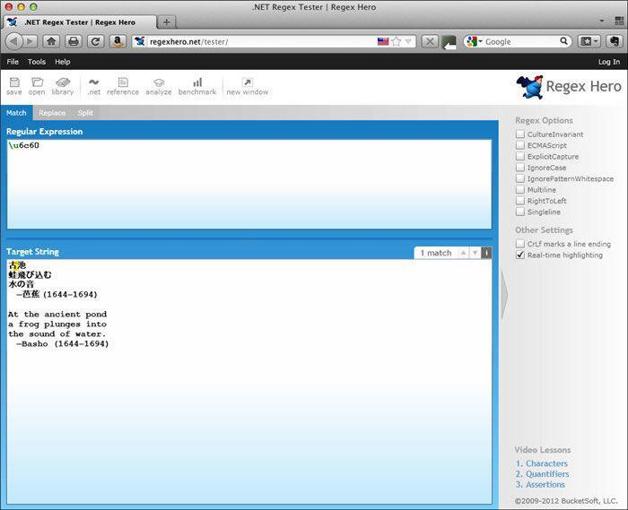 .NET Regex Tester | Regex Hero
.NET Regex Tester | Regex Hero
regexhero.net/tester/
Google
File Tools Help Log In
save open library .net reference analyze benchmark new window
Regex Hero
Match Replace Split
Regular Expression
\u6c60
Target String
1 match
古池
蛙飛び込む
水の音
—芭蕉 (1644–1694)
At the ancient pond
a frog plunges into
the sound of water.
—Basho (1644–1694)
Regex Options
CultureInvariant
ECMAScript
ExplicitCapture
IgnoreCase
IgnorePatternWhitespace
Multiline
RightToLeft
Singleline
Other Settings
CrLf marks a line ending
Real-time highlighting
Video Lessons
1. Characters
2. Quantifiers
3. Assertions
©2009-2012 BucketSoft, LLC.